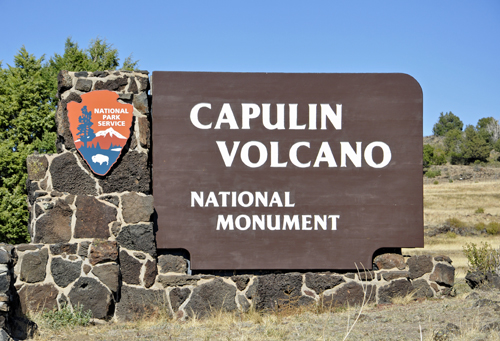 NATIONAL
PARK
SERVICE
CAPULIN
VOLCANO
NATIONAL
MONUMENT